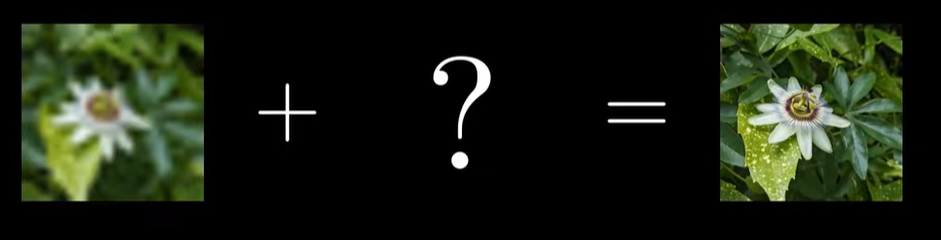 + ? =